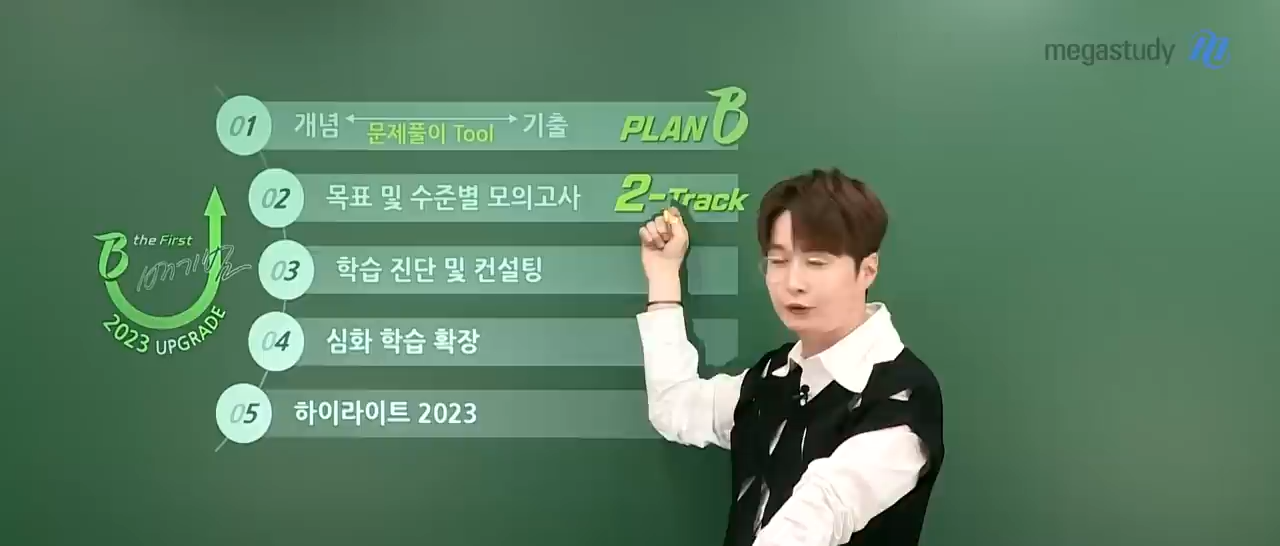 megastudy
01 개념 문제풀이 Tool 기출 PLAN B
02 목표 및 수준별 모의고사 2-Track
03 학습 진단 및 컨설팅
04 심화 학습 확장
05 하이라이트 2023
B the First
2023 UPGRADE